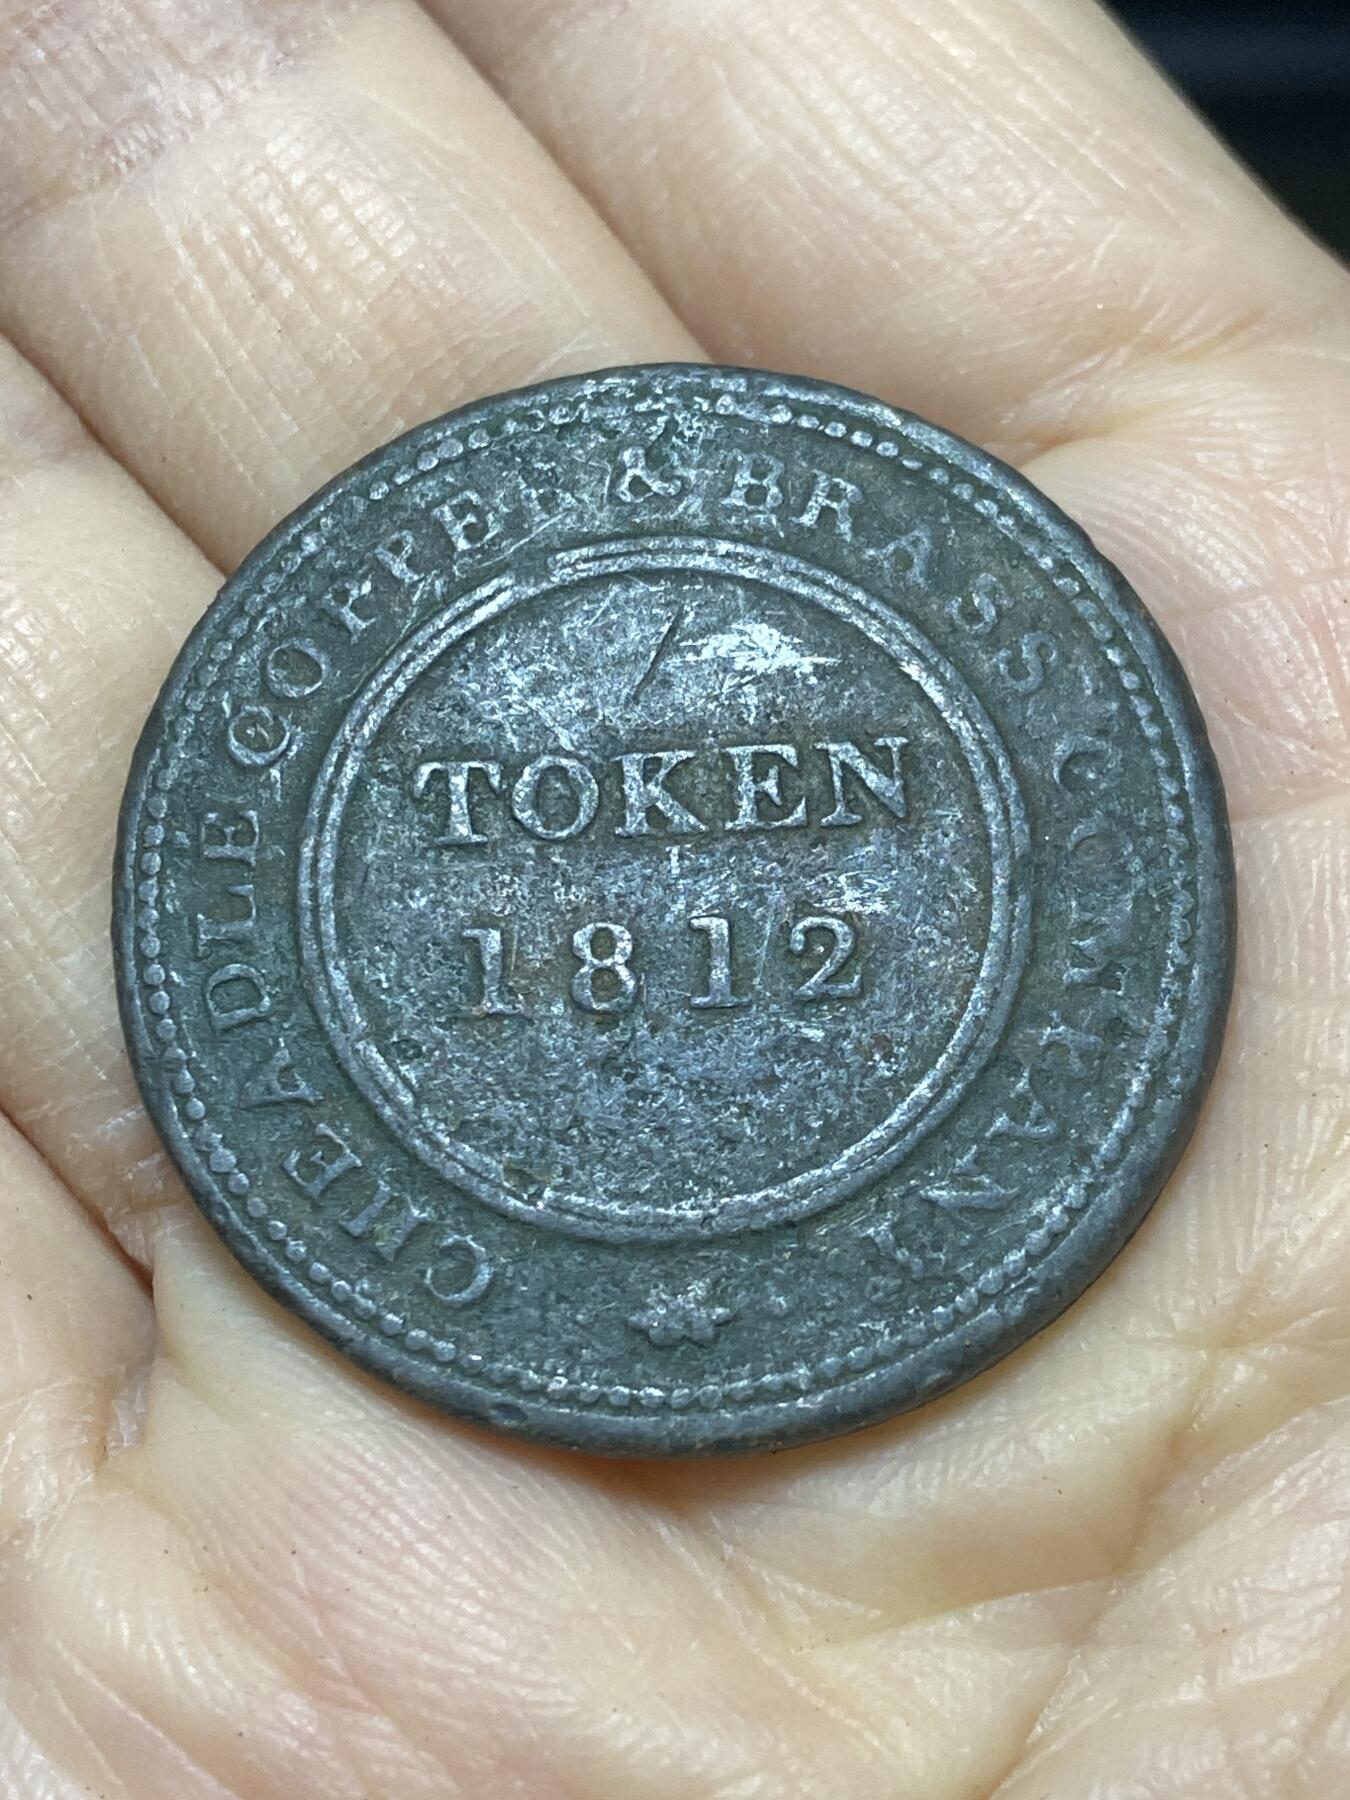 CHEADLE COPPER & BRASS COMPANY
TOKEN
1812